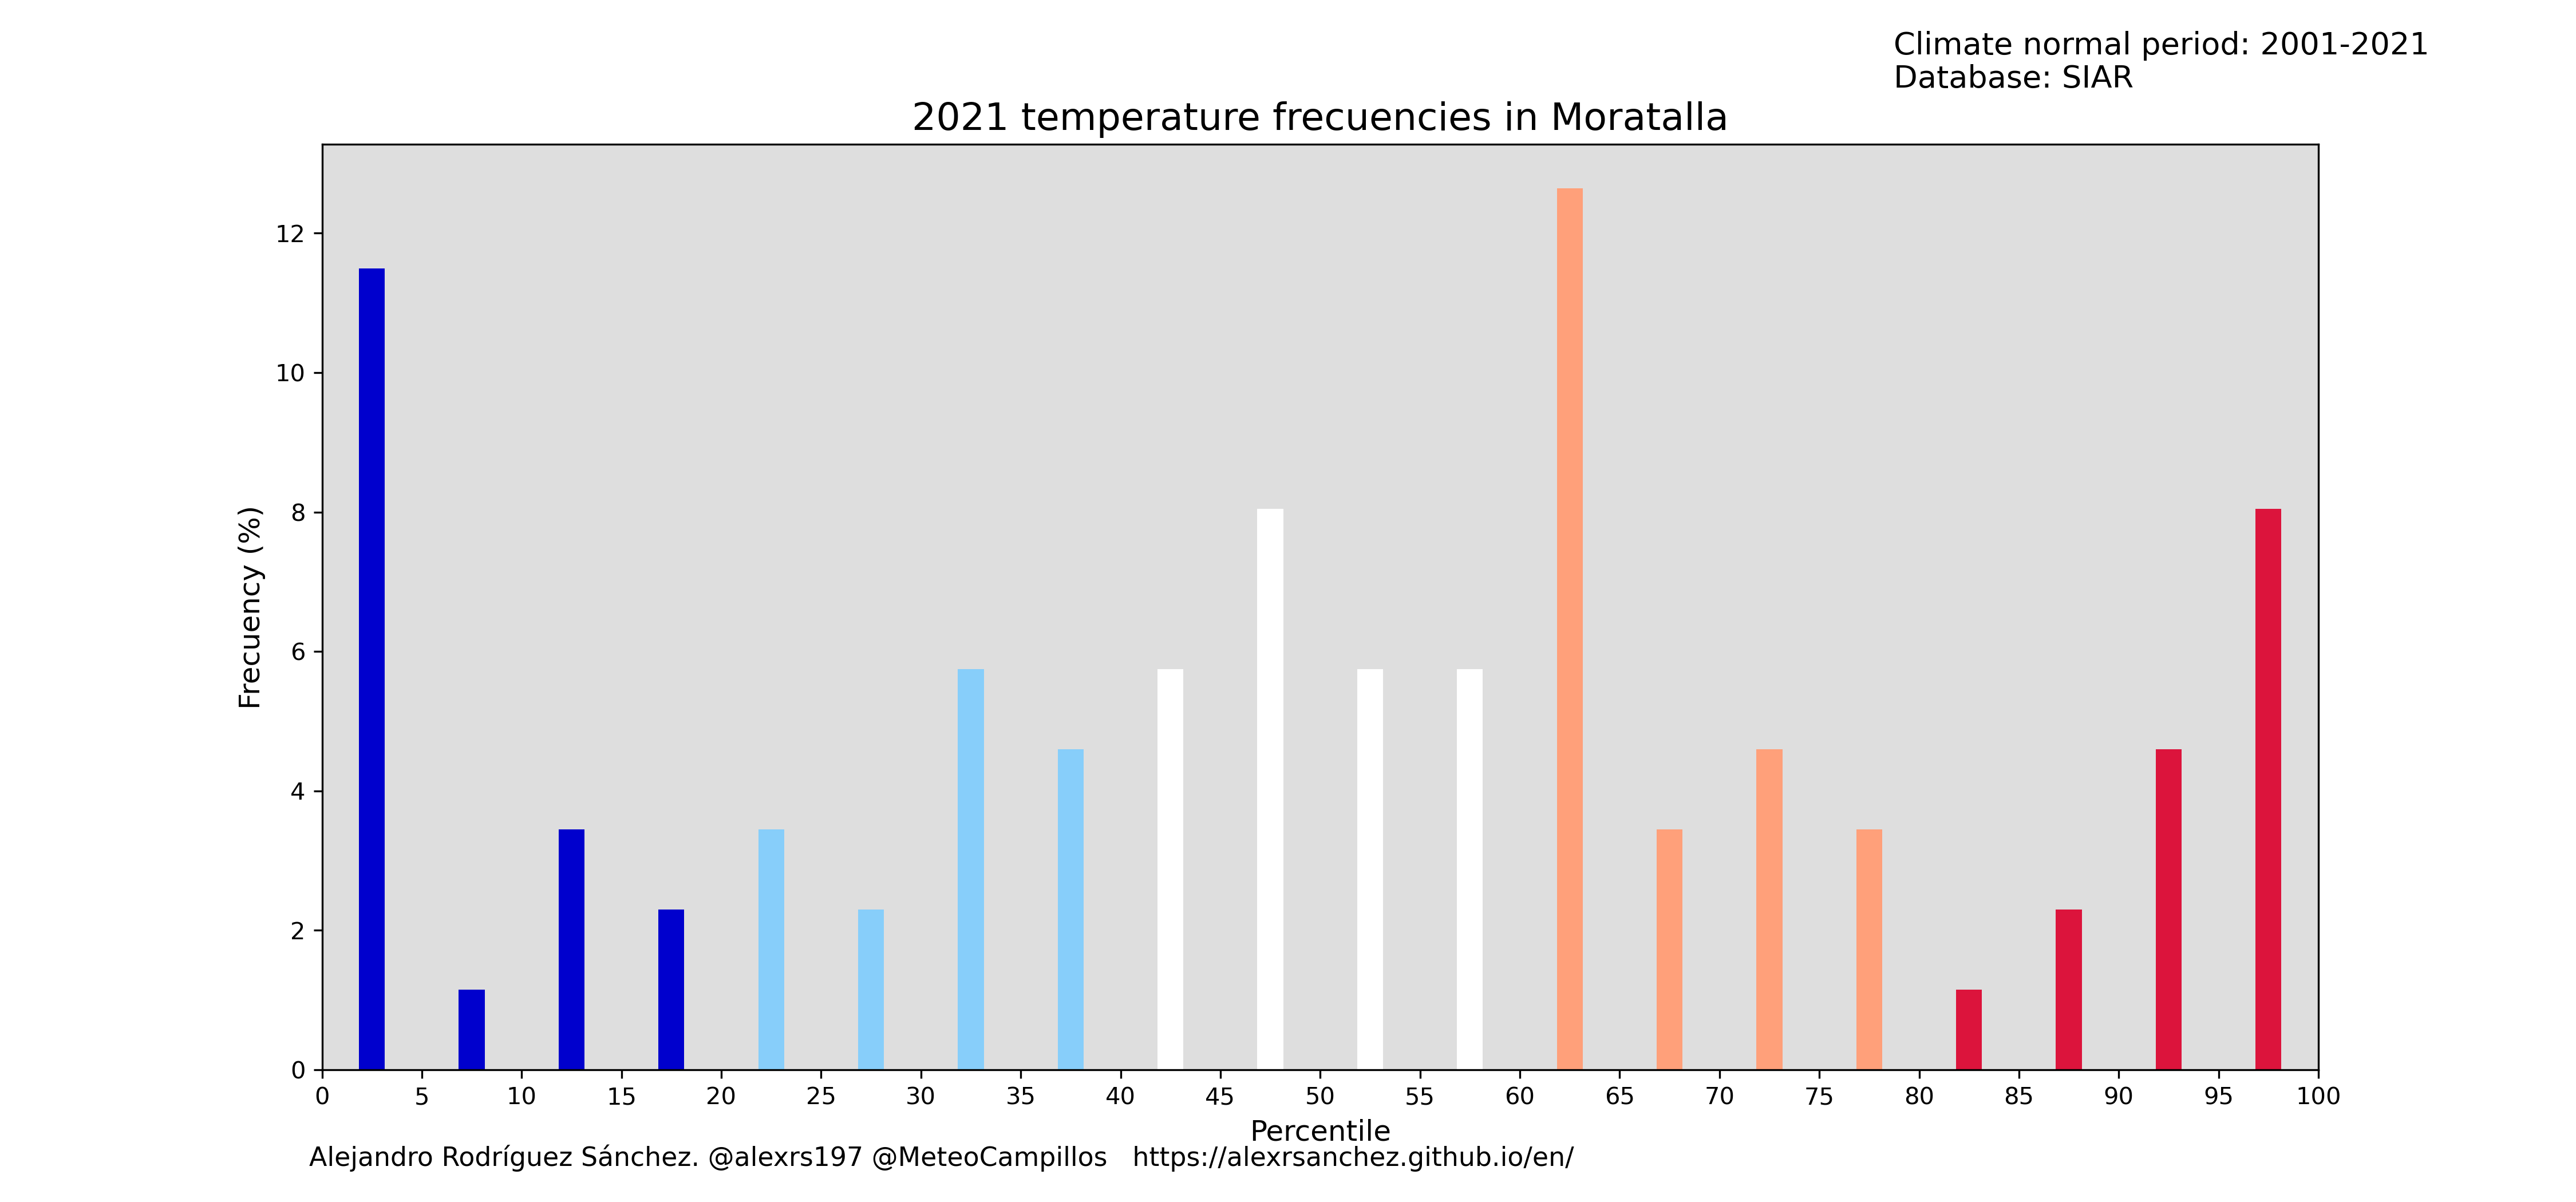 Climate normal period: 2001-2021
Database: SIAR
2021 temperature frecuencies in Moratalla
Frecuency (%)
12
10
8
6
4
2
0
0 5 10 15 20 25 30 35 40 45 50 55 60 65 70 75 80 85 90 95 100
Percentile
Alejandro Rodríguez Sánchez. @alexrs197 @MeteoCampillos https://alexrsanchez.github.io/en/